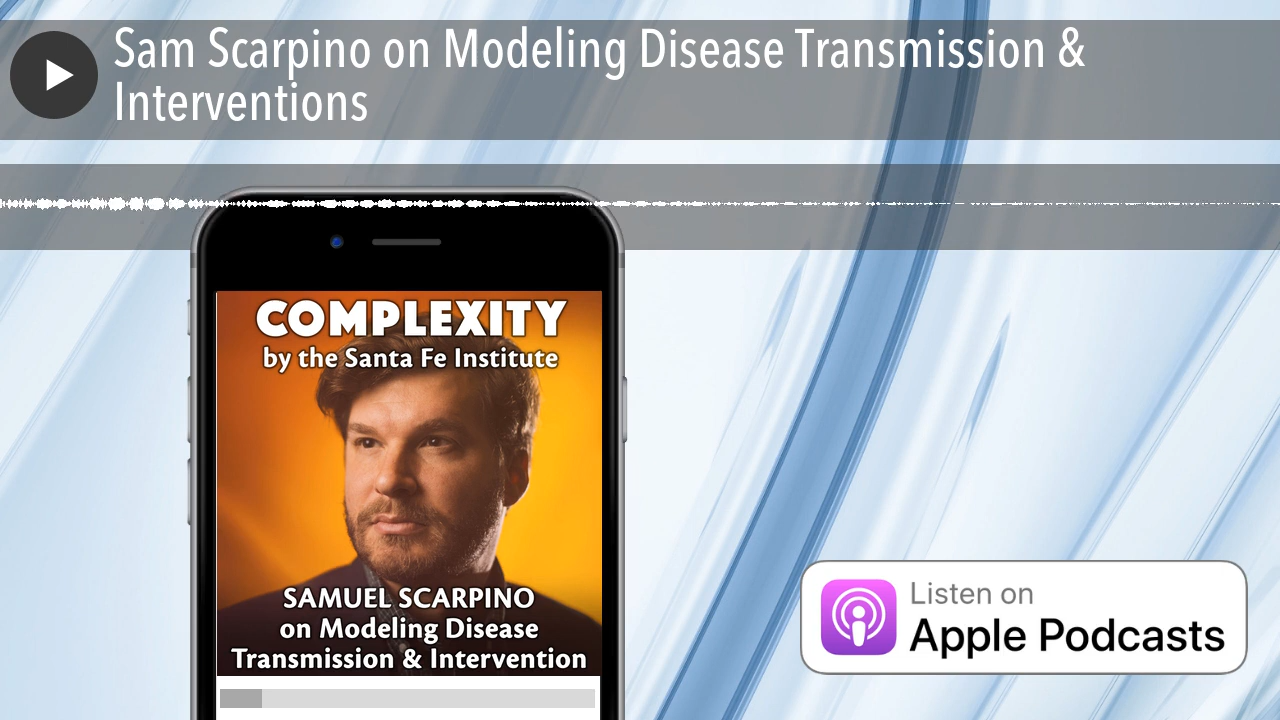 Sam Scarpino on Modeling Disease Transmission &
Interventions
COMPLEXITY
by the Santa Fe Institute
SAMUEL SCARPINO
on Modeling Disease
Transmission & Intervention
Listen on
Apple Podcasts